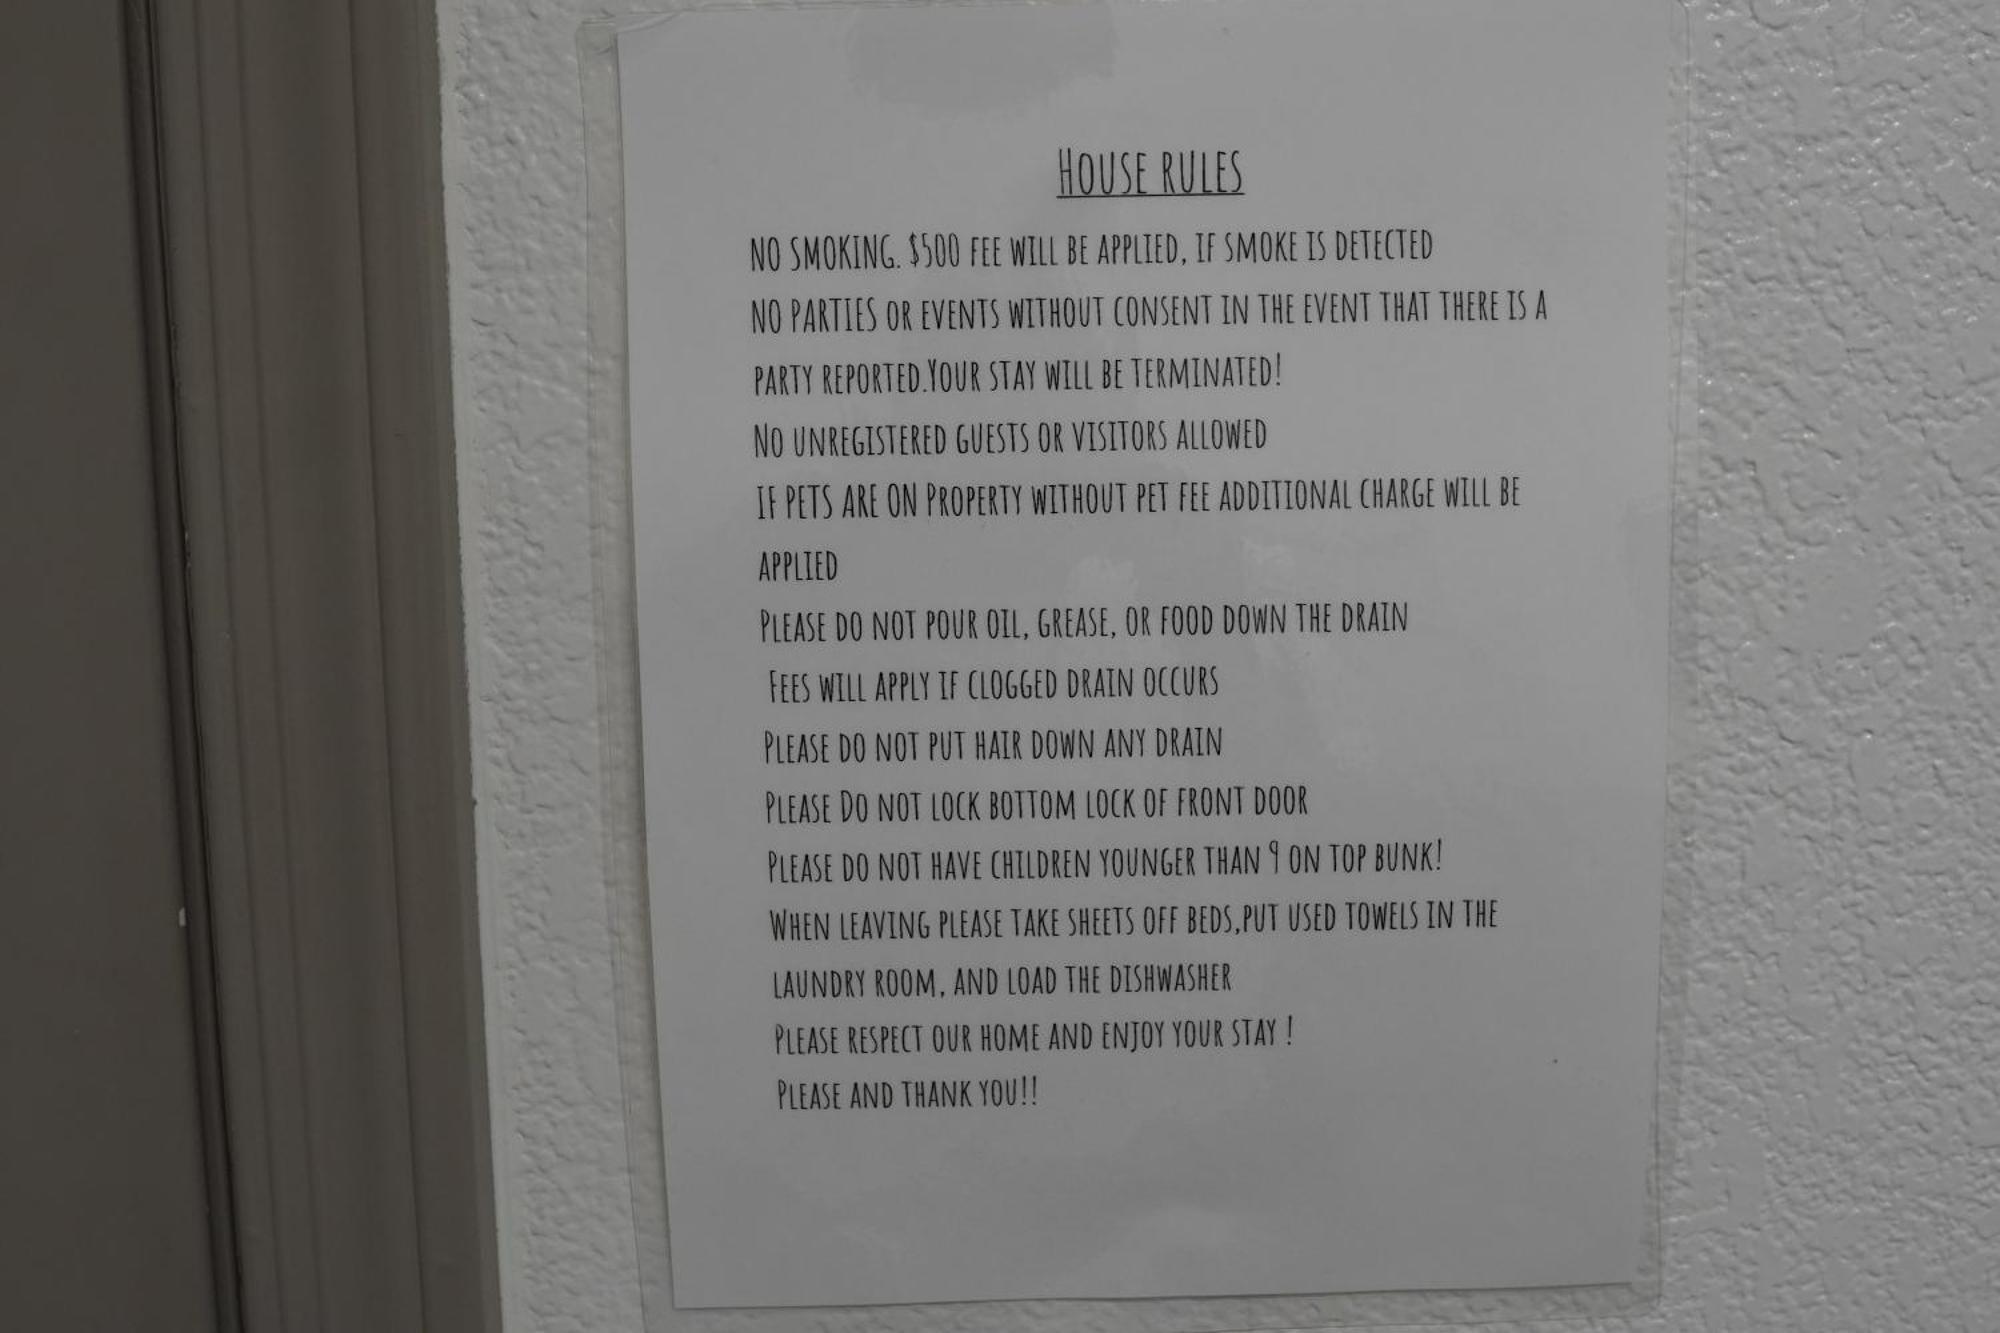 HOUSE RULES
NO SMOKING. $500 FEE WILL BE APPLIED, IF SMOKE IS DETECTED
NO PARTIES OR EVENTS WITHOUT CONSENT IN THE EVENT THAT THERE IS A
PARTY REPORTED.YOUR STAY WILL BE TERMINATED!
NO UNREGISTERED GUESTS OR VISITORS ALLOWED
IF PETS ARE ON PROPERTY WITHOUT PET FEE ADDITIONAL CHARGE WILL BE
APPLIED
PLEASE DO NOT POUR OIL, GREASE, OR FOOD DOWN THE DRAIN
FEES WILL APPLY IF CLOGGED DRAIN OCCURS
PLEASE DO NOT PUT HAIR DOWN ANY DRAIN
PLEASE DO NOT LOCK BOTTOM LOCK OF FRONT DOOR
PLEASE DO NOT HAVE CHILDREN YOUNGER THAN 9 ON TOP BUNK!
WHEN LEAVING PLEASE TAKE SHEETS OFF BEDS,PUT USED TOWELS IN THE
LAUNDRY ROOM, AND LOAD THE DISHWASHER
PLEASE RESPECT OUR HOME AND ENJOY YOUR STAY !
PLEASE AND THANK YOU!!